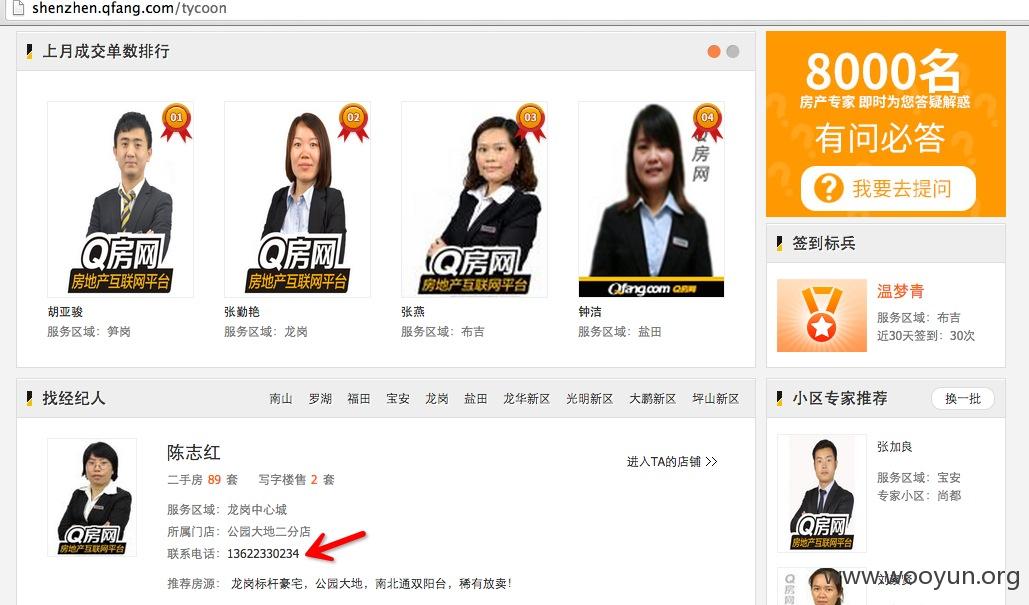 shenzhen.qfang.com/tycoon
上月成交单数排行
01
02
03
04
Q房网
房地产互联网平台
Q房网
房地产互联网平台
Q房网
房地产互联网平台
房网
Qfang.com Q房网
胡亚骏
服务区域：笋岗
张勤艳
服务区域：龙岗
张燕
服务区域：布吉
钟洁
服务区域：盐田
8000名
房产专家 即时为您答疑解惑
有问必答
? 我要去提问
签到标兵
温梦青
服务区域：布吉
近30天签到：30次
找经纪人
南山 罗湖 福田 宝安 龙岗 盐田 龙华新区 光明新区 大鹏新区 坪山新区
Q房网
房地产互联网平台
陈志红
二手房 89 套 写字楼售 2 套
进入TA的店铺 >>
服务区域：龙岗中心城
所属门店：公园大地二分店
联系电话：13622330234
推荐房源： 龙岗标杆豪宅，公园大地，南北通双阳台，稀有放卖！
小区专家推荐
换一批
Q房网
房地产互联网平台
张加良
服务区域：宝安
专家小区：尚都
Q房网
www.wooyun.org